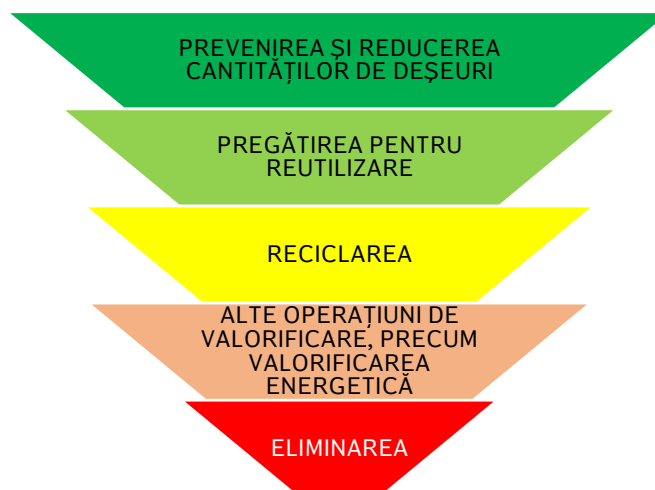 PREVENIREA ȘI REDUCEREA
CANTITĂȚILOR DE DEȘEURI
PREGĂTIREA PENTRU
REUTILIZARE
RECICLAREA
ALTE OPERAȚIUNI DE
VALORIFICARE, PRECUM
VALORIFICAREA
ENERGETICĂ
ELIMINAREA